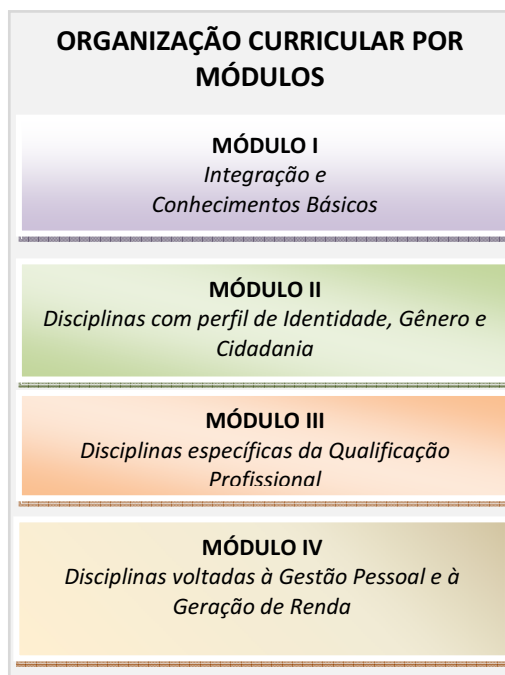 ORGANIZAÇÃO CURRICULAR POR
MÓDULOS
MÓDULO I
Integração e
Conhecimentos Básicos
MÓDULO II
Disciplinas com perfil de Identidade, Gênero e
Cidadania
MÓDULO III
Disciplinas específicas da Qualificação
Profissional
MÓDULO IV
Disciplinas voltadas à Gestão Pessoal e à
Geração de Renda